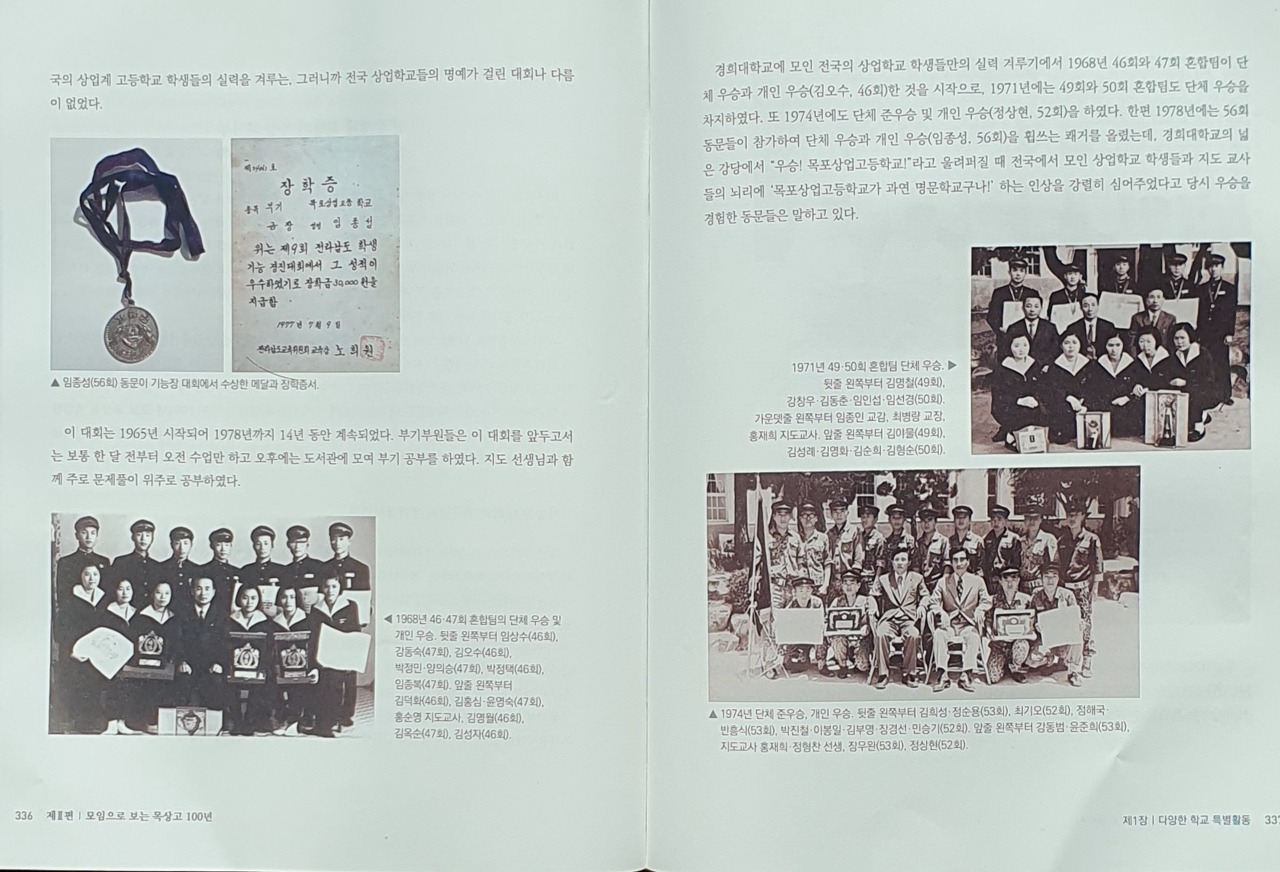 국의 상업계 고등학교 학생들의 실력을 겨루는, 그러니까 전국 상업학교들의 명예가 걸린 대회나 다름
이 없었다.
장학증
종목 부기 목포상업고등학교
금장 성명 임종성
위는 제9회 전라남도 학생
기능 경진대회에서 그 성적이
우수하였기로 장학금 30,000원을
지급함
1977년 7월 9일
전라남도교육위원회 교육감 노희원
▲ 임종성(56회) 동문이 기능장 대회에서 수상한 메달과 장학증서.
이 대회는 1965년 시작되어 1978년까지 14년 동안 계속되었다. 부기부원들은 이 대회를 앞두고서
는 보통 한 달 전부터 오전 수업만 하고 오후에는 도서관에 모여 부기 공부를 하였다. 지도 선생님과 함
께 주로 문제풀이 위주로 공부하였다.
◀ 1968년 46·47회 혼합팀의 단체 우승 및
개인 우승. 뒷줄 왼쪽부터 임상수(46회),
강동숙(47회), 김오수(46회),
박정민·양의승(47회), 박정택(46회),
임종복(47회). 앞줄 왼쪽부터
김덕화(46회), 김홍심·윤영숙(47회),
홍순영 지도교사, 김명월(46회),
김옥순(47회), 김성자(46회).
336 제Ⅱ편 | 모임으로 보는 목상고 100년
경희대학교에 모인 전국의 상업학교 학생들만의 실력 겨루기에서 1968년 46회와 47회 혼합팀이 단
체 우승과 개인 우승(김오수, 46회)한 것을 시작으로, 1971년에는 49회와 50회 혼합팀도 단체 우승을
차지하였다. 또 1974년에도 단체 준우승 및 개인 우승(정상현, 52회)을 하였다. 한편 1978년에는 56회
동문들이 참가하여 단체 우승과 개인 우승(임종성, 56회)을 휩쓰는 쾌거를 올렸는데, 경희대학교의 넓
은 강당에서 “우승! 목포상업고등학교!”라고 울려퍼질 때 전국에서 모인 상업학교 학생들과 지도 교사
들의 뇌리에 ‘목포상업고등학교가 과연 명문학교구나!’ 하는 인상을 강렬히 심어주었다고 당시 우승을
경험한 동문들은 말하고 있다.
1971년 49·50회 혼합팀 단체 우승. ▶
뒷줄 왼쪽부터 김명철(49회),
강창우·김동춘·임인섭·임선경(50회).
가운뎃줄 왼쪽부터 임종인 교감, 최병량 교장,
홍재희 지도교사. 앞줄 왼쪽부터 김야물(49회),
김성례·김영화·김순희·김형순(50회).
▲ 1974년 단체 준우승, 개인 우승. 뒷줄 왼쪽부터 김희성·정순용(53회), 최기오(52회), 정해국·
반흠식(53회), 박진철·이봉일·김부영·장경선·민승기(52회). 앞줄 왼쪽부터 강동범·윤준희(53회),
지도교사 홍재희·정형찬 선생, 장우완(53회), 정상현(52회).
제1장 | 다양한 학교 특별활동 337